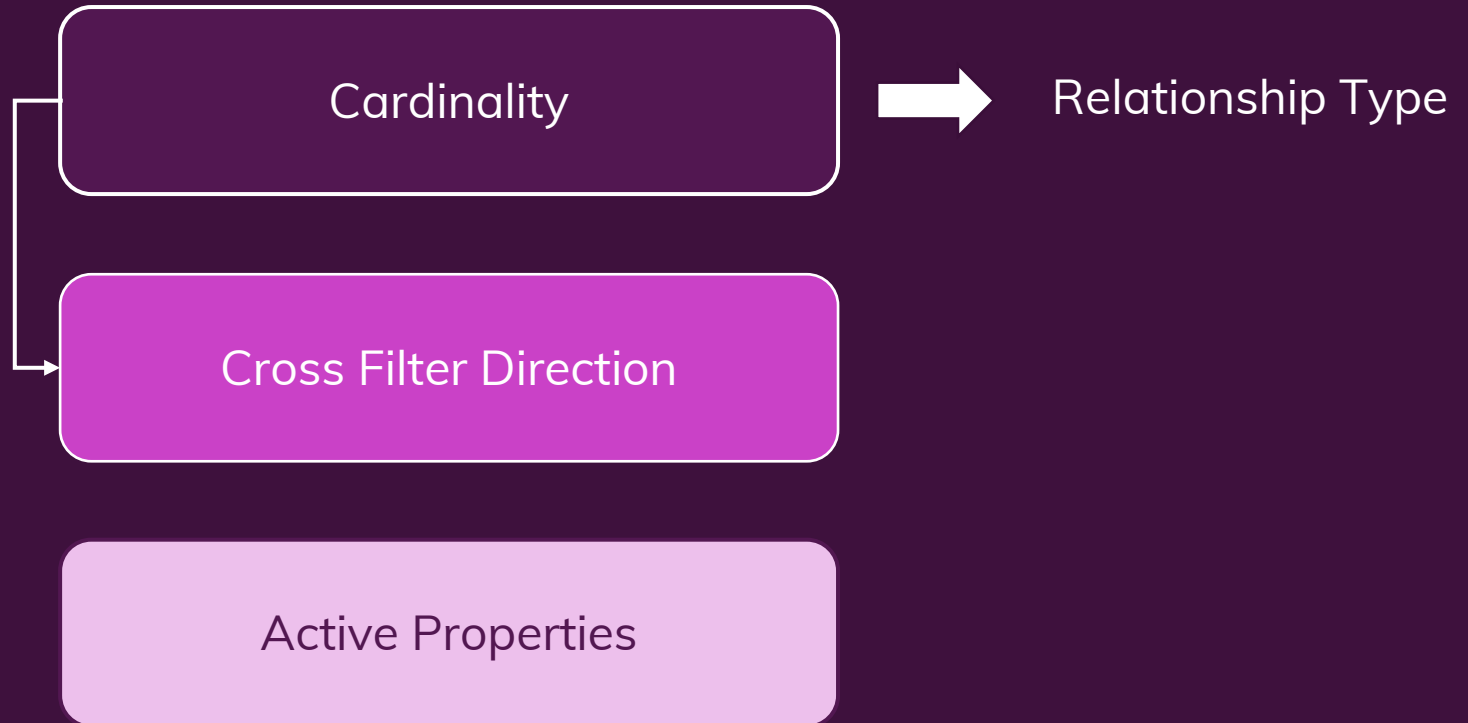 Cardinality
Relationship Type
Cross Filter Direction
Active Properties